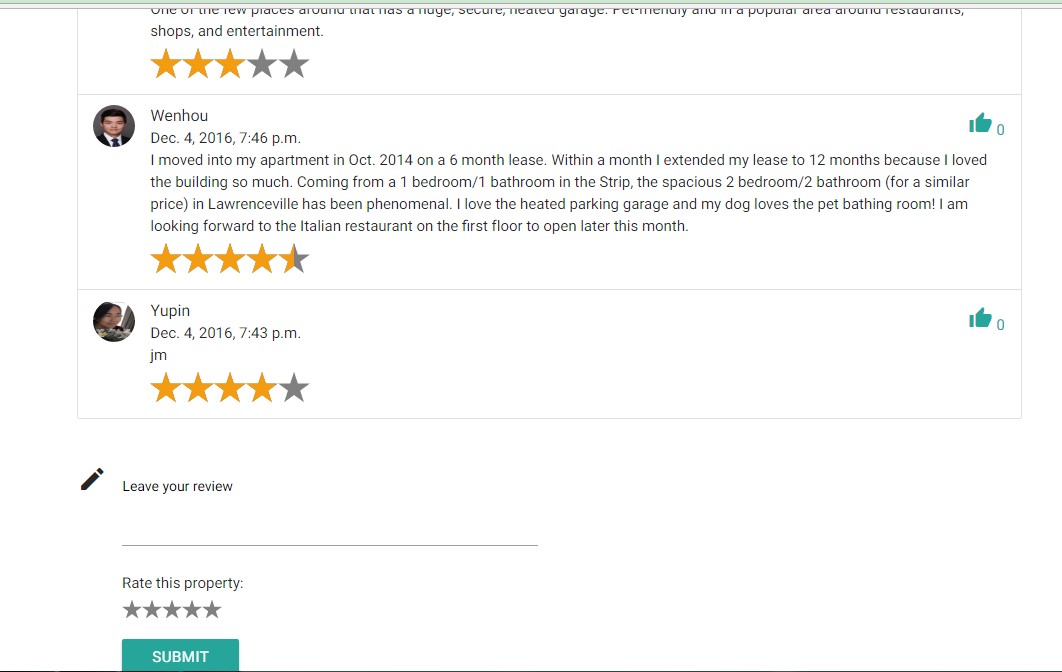 One of the few places around that has a huge, secure, heated garage. Pet-friendly and in a popular area around restaurants,
shops, and entertainment.
Wenhou
0
Dec. 4, 2016, 7:46 p.m.
I moved into my apartment in Oct. 2014 on a 6 month lease. Within a month I extended my lease to 12 months because I loved
the building so much. Coming from a 1 bedroom/1 bathroom in the Strip, the spacious 2 bedroom/2 bathroom (for a similar
price) in Lawrenceville has been phenomenal. I love the heated parking garage and my dog loves the pet bathing room! I am
looking forward to the Italian restaurant on the first floor to open later this month.
Yupin
0
Dec. 4, 2016, 7:43 p.m.
jm
Leave your review
Rate this property:
SUBMIT